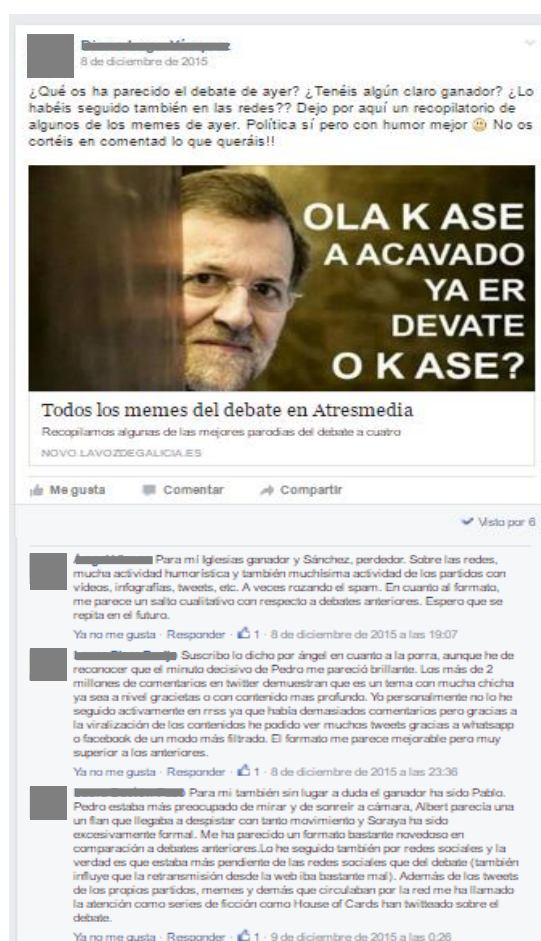 8 de diciembre de 2015
¿Qué os ha parecido el debate de ayer? ¿Tenéis algún claro ganador? ¿Lo
habéis seguido también en las redes?? Dejo por aquí un recopilatorio de
algunos de los memes de ayer. Política sí pero con humor mejor No os
cortéis en comentad lo que queráis!!
OLA K ASE
A ACAVADO
YA ER
DEVATE
O K ASE?
Todos los memes del debate en Atresmedia
Recopilamos algunas de las mejores parodias del debate a cuatro
NOVO.LAVOZDEGALICIA.ES
Me gusta Comentar Compartir
Visto por 6
Para mí Iglesias ganador y Sánchez, perdedor. Sobre las redes,
mucha actividad humorística y también muchísima actividad de los partidos con
vídeos, infografías, tweets, etc. A veces rozando el spam. En cuanto al formato,
me parece un salto cualitativo con respecto a debates anteriores. Espero que se
repita en el futuro.
Ya no me gusta · Responder · 1 · 8 de diciembre de 2015 a las 19:07
Suscribo lo dicho por ángel en cuanto a la porra, aunque he de
reconocer que el minuto decisivo de Pedro me pareció brillante. Los más de 2
millones de comentarios en twitter demuestran que es un tema con mucha chicha
ya sea a nivel gracietas o con contenido mas profundo. Yo personalmente no lo he
seguido activamente en rrss ya que había demasiados comentarios pero gracias a
la viralización de los contenidos he podido ver muchos tweets gracias a whatsapp
o facebook de un modo más filtrado. El formato me parece mejorable pero muy
superior a los anteriores.
Ya no me gusta · Responder · 1 · 8 de diciembre de 2015 a las 23:36
Para mi también sin lugar a duda el ganador ha sido Pablo.
Pedro estaba más preocupado de mirar y de sonreír a cámara, Albert parecía una
un flan que llegaba a despistar con tanto movimiento y Soraya ha sido
excesivamente formal. Me ha parecido un formato bastante novedoso en
comparación a debates anteriores.Lo he seguido también por redes sociales y la
verdad es que estaba más pendiente de las redes sociales que del debate (también
influye que la retransmisión desde la web iba bastante mal). Además de los tweets
de los propios partidos, memes y demás que circulaban por la red me ha llamado
la atención como series de ficción como House of Cards han twitteado sobre el
debate.
Ya no me gusta · Responder · 1 · 9 de diciembre de 2015 a las 0:26